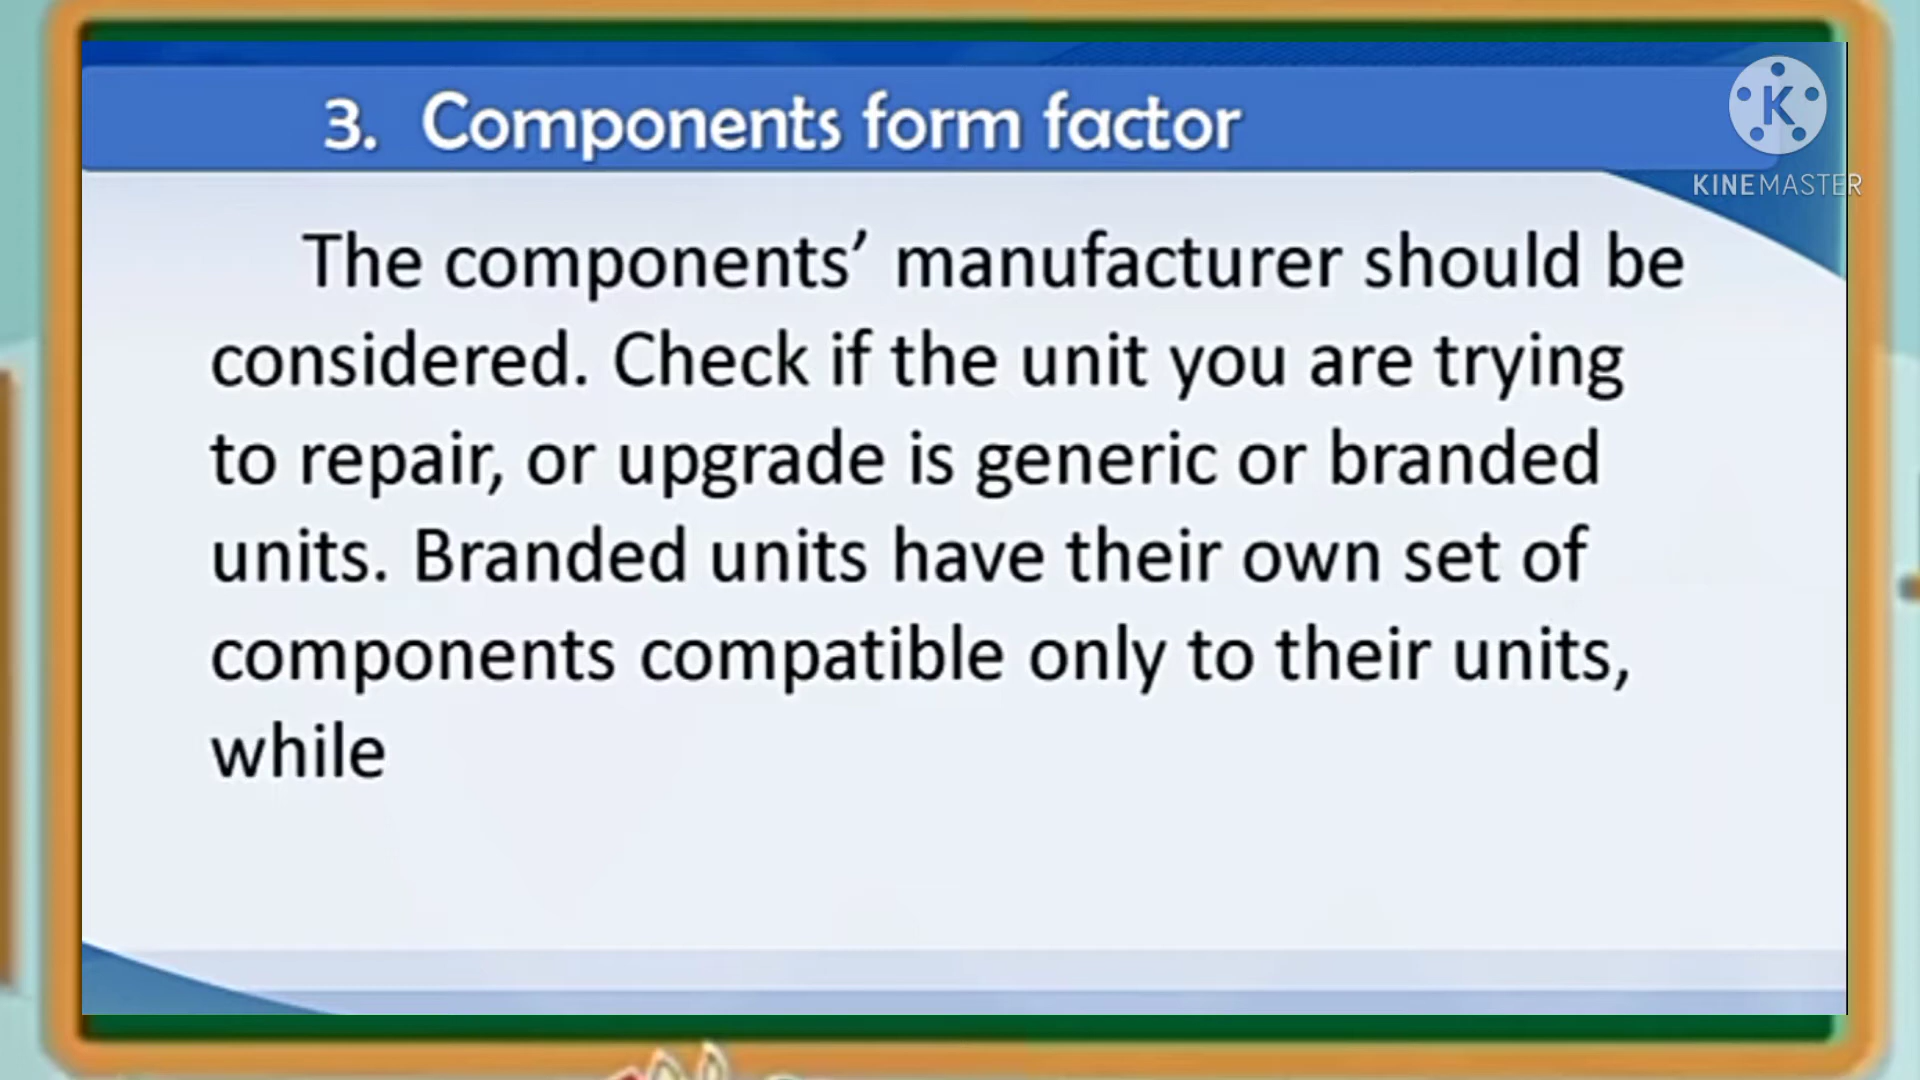 3. Components form factor
K
KINEMASTER
The components’ manufacturer should be
considered. Check if the unit you are trying
to repair, or upgrade is generic or branded
units. Branded units have their own set of
components compatible only to their units,
while